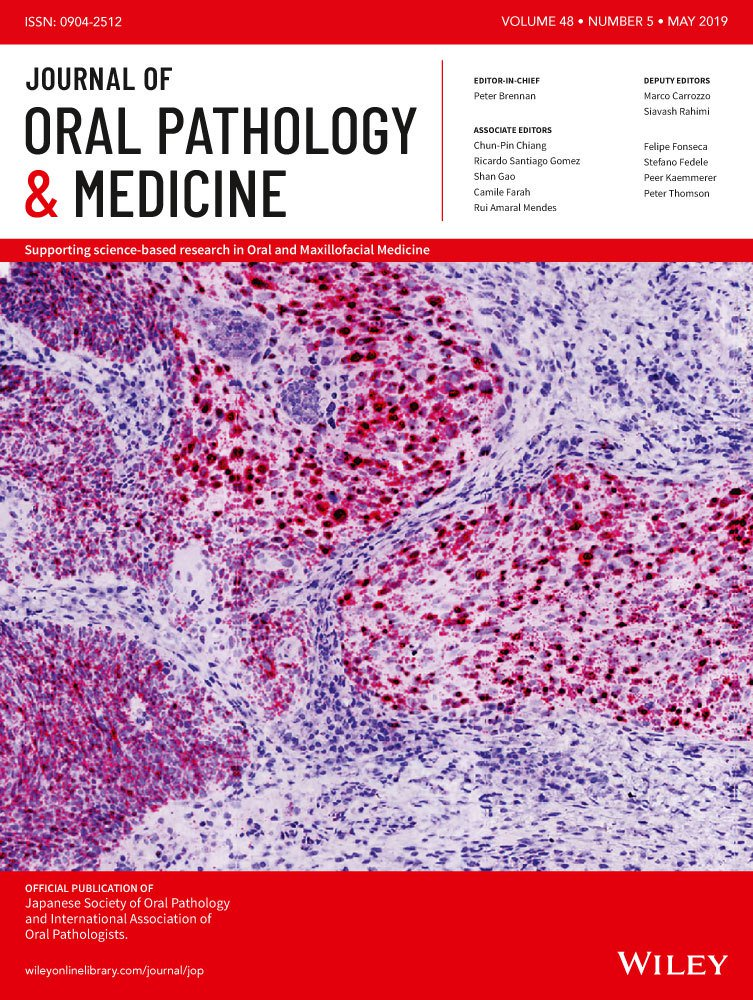 ISSN: 0904-2512
VOLUME 48 • NUMBER 5 • MAY 2019
JOURNAL OF
ORAL PATHOLOGY
& MEDICINE
EDITOR-IN-CHIEF
Peter Brennan
ASSOCIATE EDITORS
Chun-Pin Chiang
Ricardo Santiago Gomez
Shan Gao
Camile Farah
Rui Amaral Mendes
DEPUTY EDITORS
Marco Carrozzo
Siavash Rahimi
Felipe Fonseca
Stefano Fedele
Peer Kaemmerer
Peter Thomson
Supporting science-based research in Oral and Maxillofacial Medicine
OFFICIAL PUBLICATION OF
Japanese Society of Oral Pathology
and International Association of
Oral Pathologists.
wileyonlinelibrary.com/journal/jop
WILEY